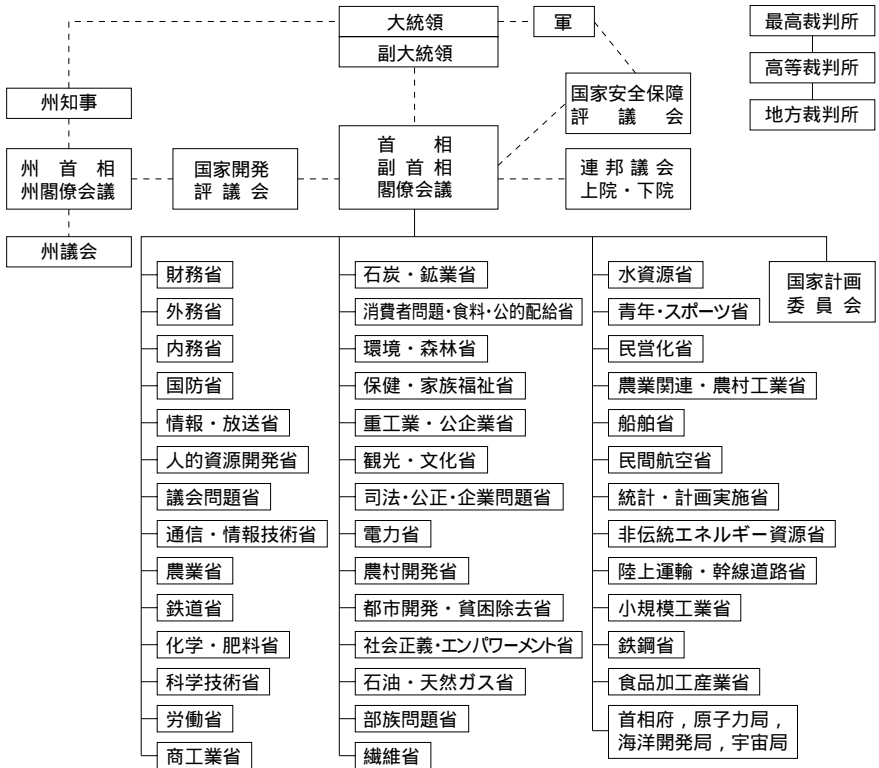 大統領
副大統領
軍
最高裁判所
高等裁判所
地方裁判所
国家安全保障
評議会
州知事
州首相
州閣僚会議
国家開発
評議会
首相
副首相
閣僚会議
連邦議会
上院・下院
州議会
財務省
外務省
内務省
国防省
情報・放送省
人的資源開発省
議会問題省
通信・情報技術省
農業省
鉄道省
化学・肥料省
科学技術省
労働省
商工業省
石炭・鉱業省
消費者問題・食料・公的配給省
環境・森林省
保健・家族福祉省
重工業・公企業省
観光・文化省
司法・公正・企業問題省
電力省
農村開発省
都市開発・貧困除去省
社会正義・エンパワーメント省
石油・天然ガス省
部族問題省
繊維省
水資源省
青年・スポーツ省
民営化省
農業関連・農村工業省
船舶省
民間航空省
統計・計画実施省
非伝統エネルギー資源省
陸上運輸・幹線道路省
小規模工業省
鉄鋼省
食品加工産業省
首相府，原子力局，
海洋開発局，宇宙局
国家計画
委員会